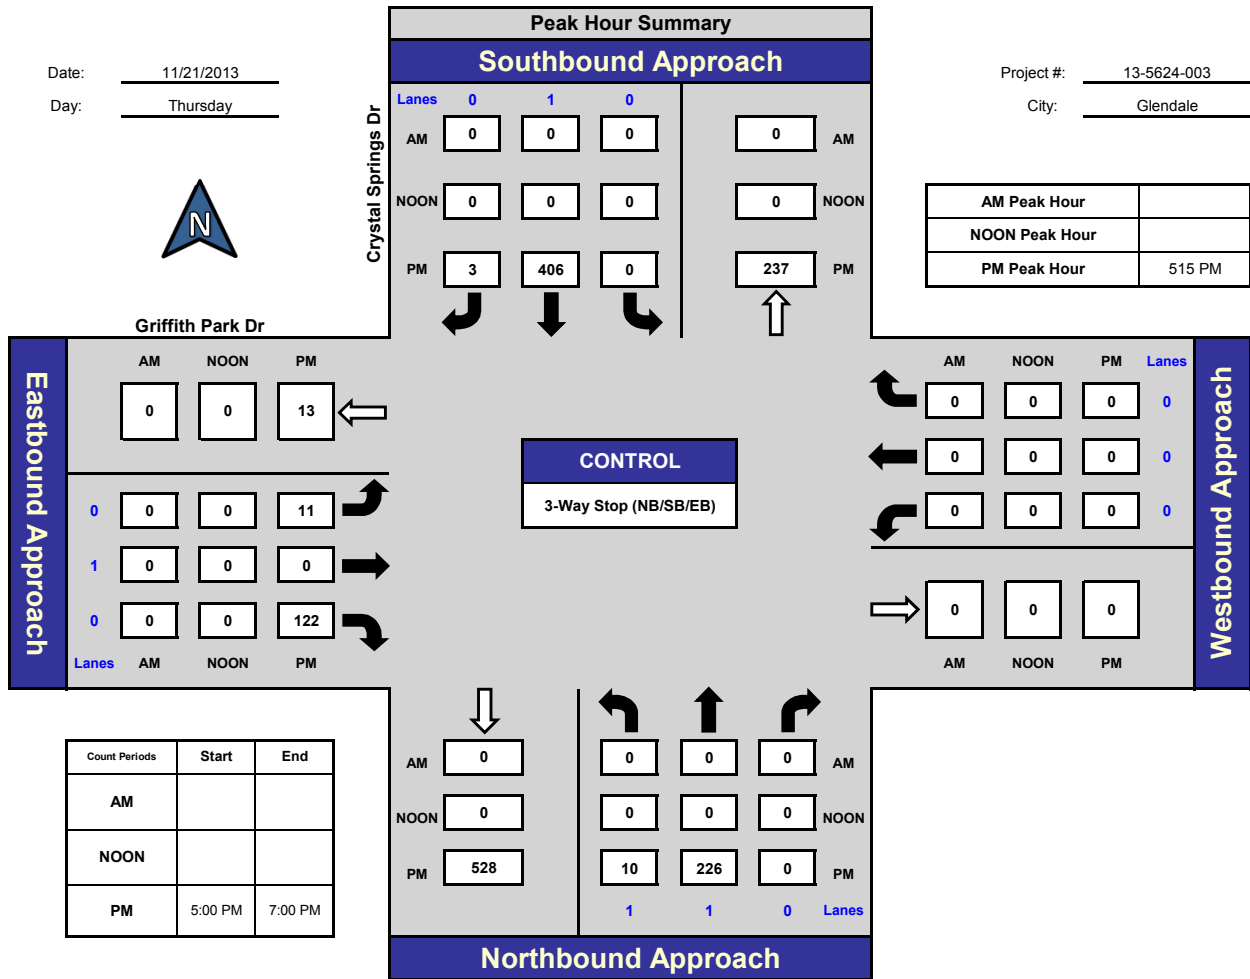 Peak Hour Summary
Southbound Approach
Date: 11/21/2013
Day: Thursday
Project #: 13-5624-003
City: Glendale
N
Crystal Springs Dr
Lanes 0 1 0
AM 0 0 0 0 AM
NOON 0 0 0 0 NOON
PM 3 406 0 237 PM
AM Peak Hour
NOON Peak Hour
PM Peak Hour 515 PM
Griffith Park Dr
Eastbound Approach
AM NOON PM
0 0 13
0 0 0 11
1 0 0 0
0 0 0 122
Lanes AM NOON PM
CONTROL
3-Way Stop (NB/SB/EB)
Westbound Approach
AM NOON PM Lanes
0 0 0 0
0 0 0 0
0 0 0 0
0 0 0
AM NOON PM
Count Periods Start End
AM
NOON
PM 5:00 PM 7:00 PM
AM 0 0 0 0 AM
NOON 0 0 0 0 NOON
PM 528 10 226 0 PM
1 1 0 Lanes
Northbound Approach